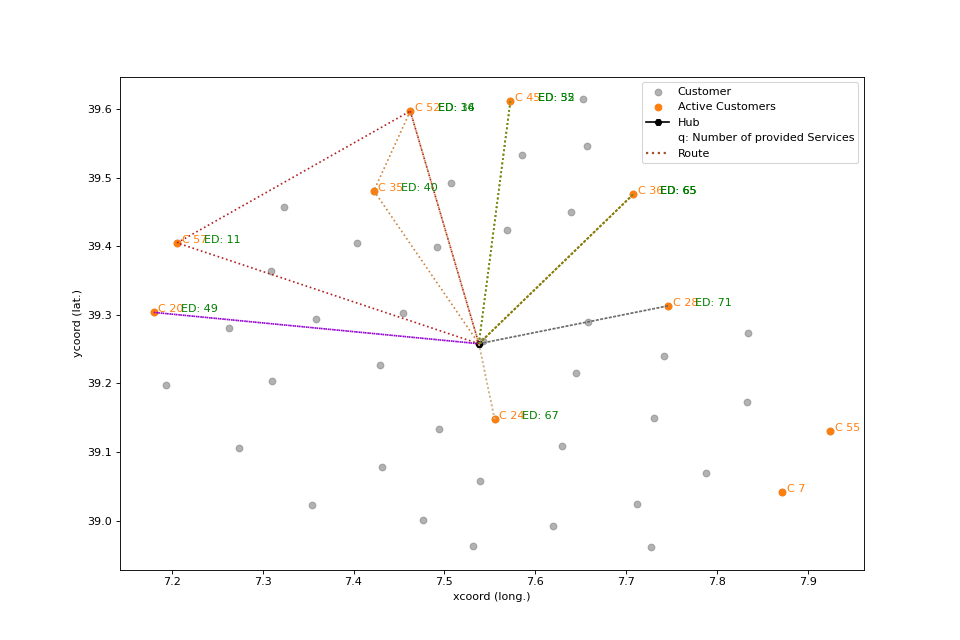 Customer
Active Customers
Hub
q: Number of provided Services
Route
C 52
C 45
C 36 ED: 65
C 35 ED: 40
C 57 ED: 11
C 20 ED: 49
C 28 ED: 71
C 24 ED: 67
C 55
C 7
39.6
39.5
39.4
39.3
39.2
39.1
39.0
ycoord (lat.)
7.2 7.3 7.4 7.5 7.6 7.7 7.8 7.9
xcoord (long.)